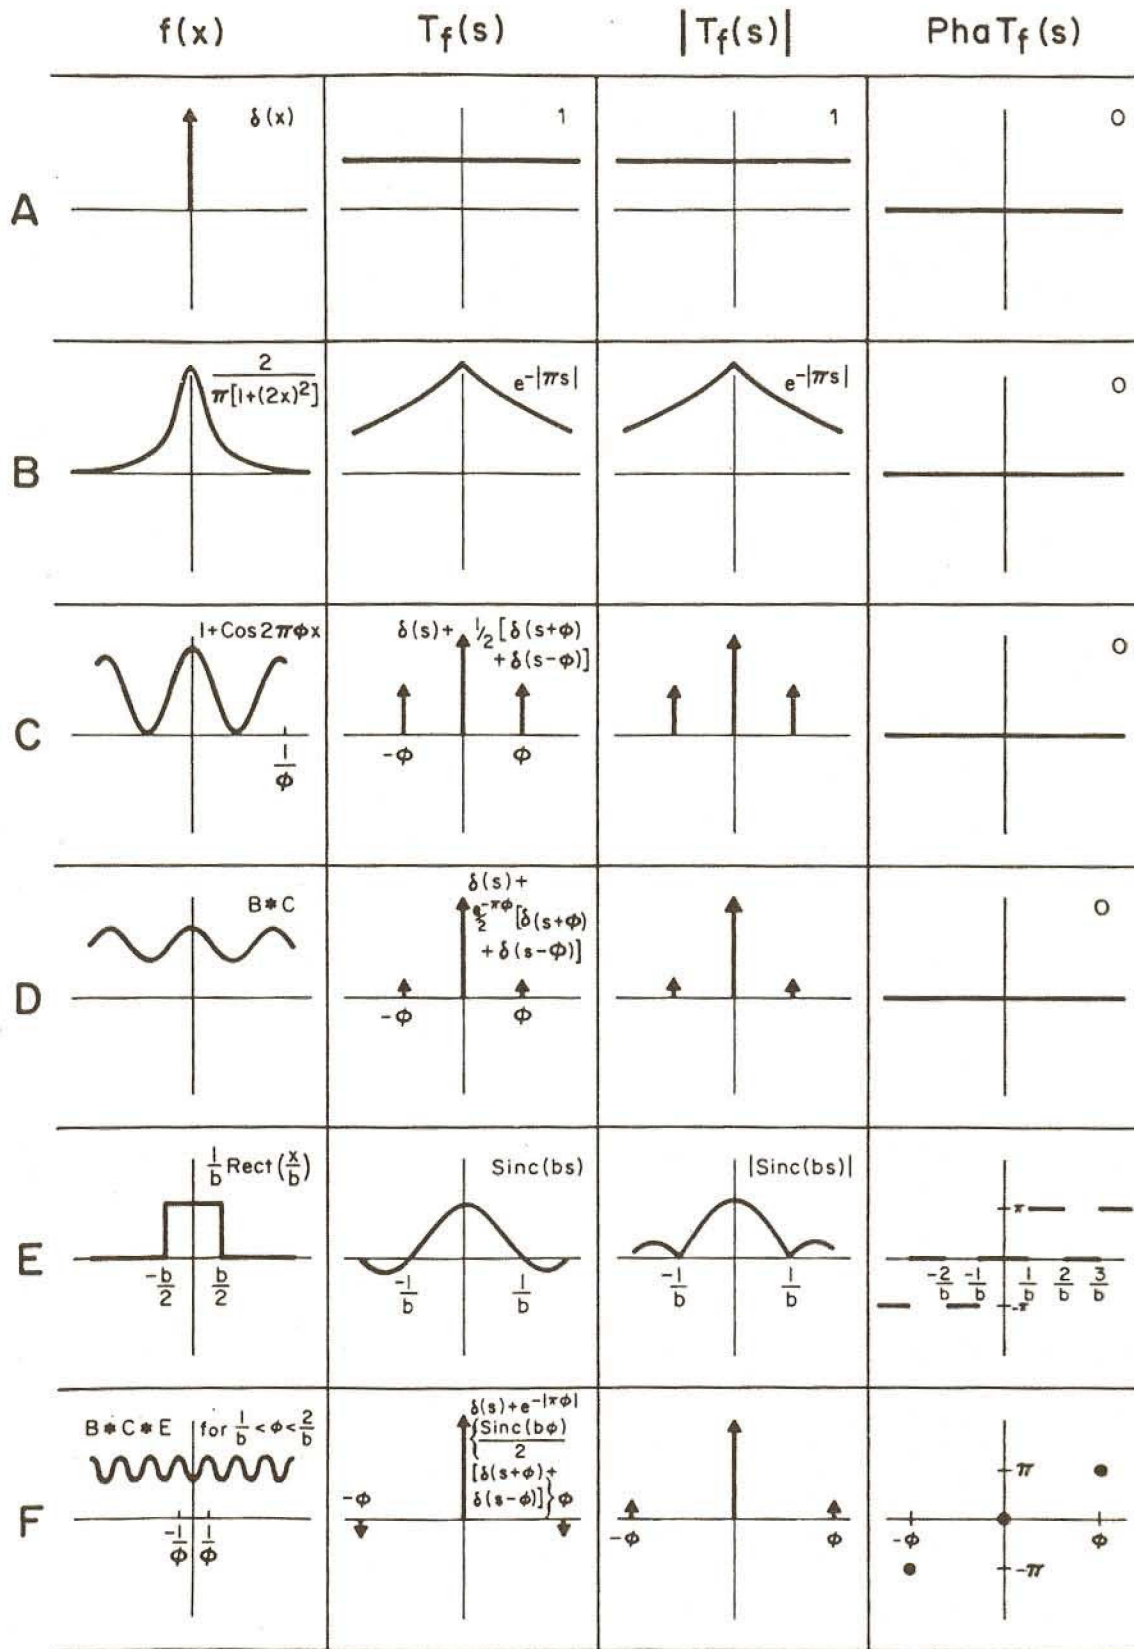 f(x) T_f(s) |T_f(s)| Pha T_f(s)
A δ(x) 1 1 0
B 2/π[1+(2x)²] e^-|πs| e^-|πs| 0
C 1+Cos2πφx δ(s)+ ½[δ(s+φ) 0
+δ(s-φ)]
1/φ -φ φ
D B*C δ(s)+ 0
e^-πφ/2 [δ(s+φ)
+δ(s-φ)]
-φ φ
E 1/b Rect(x/b) Sinc(bs) |Sinc(bs)| π
-b/2 b/2 -1/b 1/b -1/b 1/b -2/b -1/b 1/b 2/b 3/b
-π
F B*C*E for 1/b<φ<2/b δ(s)+e^-|πφ|
{Sinc(bφ)/2
[δ(s+φ)+
δ(s-φ)]}
-φ φ π
-1/φ 1/φ -φ φ -φ φ
-π